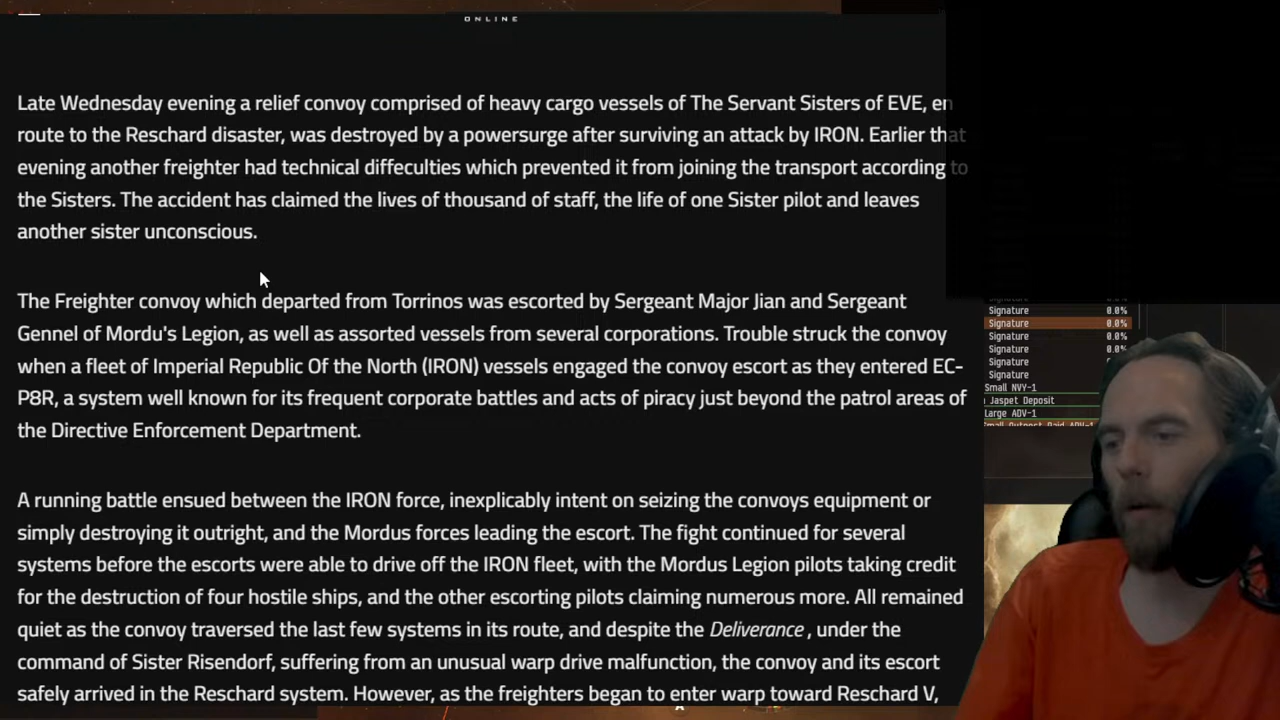 ONLINE
Late Wednesday evening a relief convoy comprised of heavy cargo vessels of The Servant Sisters of EVE, en
route to the Reschard disaster, was destroyed by a powersurge after surviving an attack by IRON. Earlier that
evening another freighter had technical diffeculties which prevented it from joining the transport according to
the Sisters. The accident has claimed the lives of thousand of staff, the life of one Sister pilot and leaves
another sister unconscious.
The Freighter convoy which departed from Torrinos was escorted by Sergeant Major Jian and Sergeant
Gennel of Mordu's Legion, as well as assorted vessels from several corporations. Trouble struck the convoy
when a fleet of Imperial Republic Of the North (IRON) vessels engaged the convoy escort as they entered EC-
P8R, a system well known for its frequent corporate battles and acts of piracy just beyond the patrol areas of
the Directive Enforcement Department.
A running battle ensued between the IRON force, inexplicably intent on seizing the convoys equipment or
simply destroying it outright, and the Mordus forces leading the escort. The fight continued for several
systems before the escorts were able to drive off the IRON fleet, with the Mordus Legion pilots taking credit
for the destruction of four hostile ships, and the other escorting pilots claiming numerous more. All remained
quiet as the convoy traversed the last few systems in its route, and despite the Deliverance, under the
command of Sister Risendorf, suffering from an unusual warp drive malfunction, the convoy and its escort
safely arrived in the Reschard system. However, as the freighters began to enter warp toward Reschard V,
Signature 0.0%
Signature 0.0%
Signature 0.0%
Signature 0.0%
Signature
Signature
Small NVY-1
Jaspet Deposit
Large ADV-1
Small Outpost Raid ADV-1